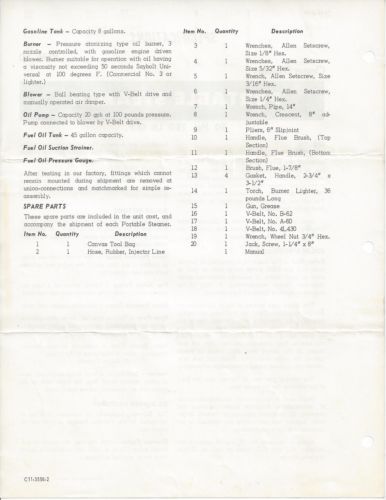 Gasoline Tank – Capacity 8 gallons.
Burner – Pressure atomizing type oil burner, 3
nozzle controlled, with gasoline engine driven
blower. Burner suitable for operation with oil having
a viscosity not exceeding 50 seconds Saybolt Uni-
versal at 100 degrees F. (Commercial No. 3 or
lighter.)
Blower – Ball bearing type with V-Belt drive and
manually operated air damper.
Oil Pump – Capacity 20 gph at 100 pounds pressure.
Pump connected to blower by V-Belt drive.
Fuel Oil Tank – 45 gallon capacity.
Fuel Oil Suction Strainer.
Fuel Oil Pressure Gauge.
After testing in our factory, fittings which cannot
remain mounted during shipment are removed at
union-connections and matchmarked for simple re-
assembly.
SPARE PARTS
These spare parts are included in the unit cost, and
accompany the shipment of each Portable Steamer.
Item No. Quantity Description
1 1 Canvas Tool Bag
2 1 Hose, Rubber, Injector Line
Item No. Quantity Description
3 1 Wrenches, Allen Setscrew,
Size 1/8" Hex.
4 1 Wrenches, Allen Setscrew,
Size 5/32" Hex.
5 1 Wrench, Allen Setscrew, Size
3/16" Hex.
6 1 Wrenches, Allen Setscrew,
Size 1/4" Hex.
7 1 Wrench, Pipe, 14"
8 1 Wrench, Crescent, 8" ad-
justable
9 1 Pliers, 6" Slipjoint
10 1 Handle, Flue Brush, (Top
Section)
11 1 Handle, Flue Brush, (Bottom
Section)
12 1 Brush, Flue, 1-7/8"
13 4 Gasket, Handle, 2-3/4" x
3-1/2"
14 1 Torch, Burner Lighter, 36
pounds Long
15 1 Gun, Grease
16 1 V-Belt, No. B-62
17 1 V-Belt, No. A-60
18 1 V-Belt, No. 4L430
19 1 Wrench, Wheel Nut 3/4" Hex.
20 1 Jack, Screw, 1-1/4" x 6"
1 Manual
C11-3556-2